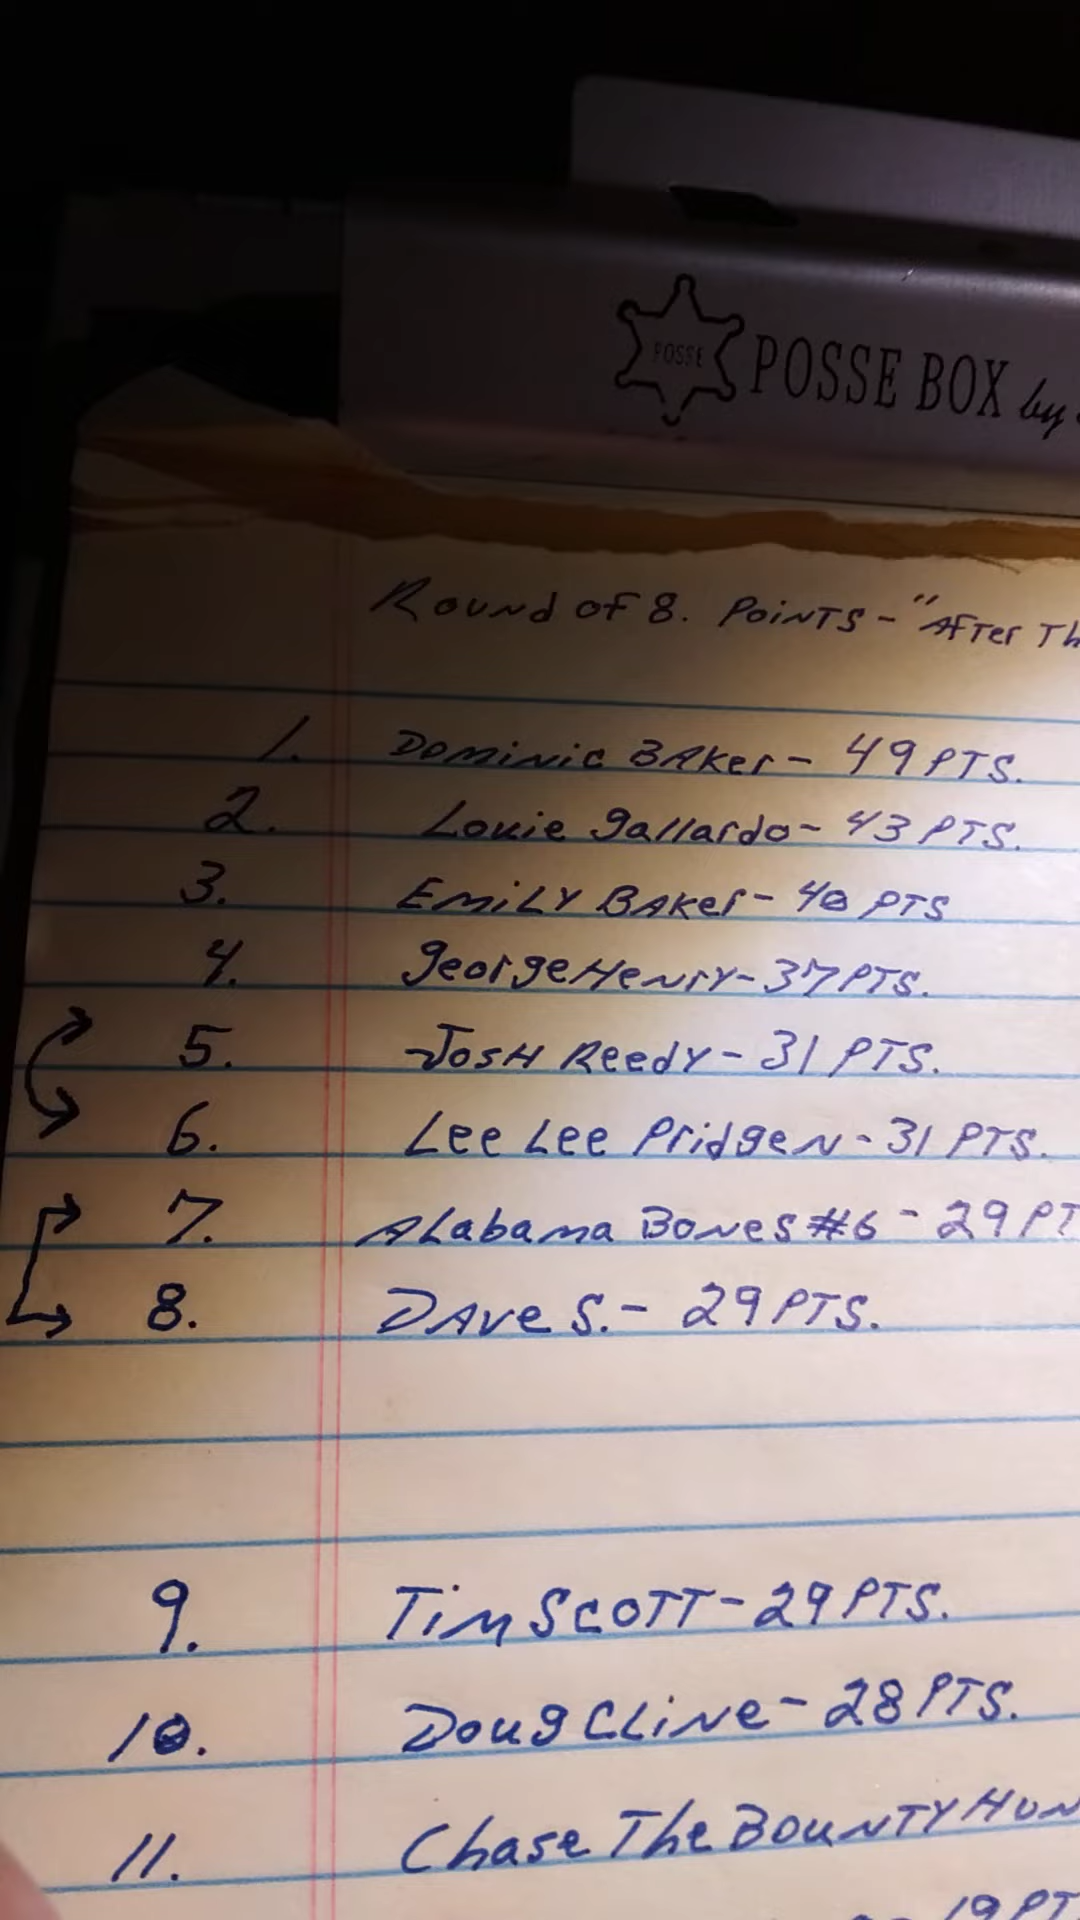 POSSE POSSE BOX by
Round of 8. Points - "After Th
1. Dominic Baker - 49 PTS.
2. Louie Gallardo - 43 PTS.
3. Emily Baker - 40 PTS
4. George Henry - 37 PTS.
5. Josh Reedy - 31 PTS.
6. Lee Lee Pridgen - 31 PTS.
7. Alabama Bones #6 - 29 PT
8. Dave S. - 29 PTS.
9. Tim Scott - 29 PTS.
10. Doug Cline - 28 PTS.
11. Chase The Bounty Hun
19 PT